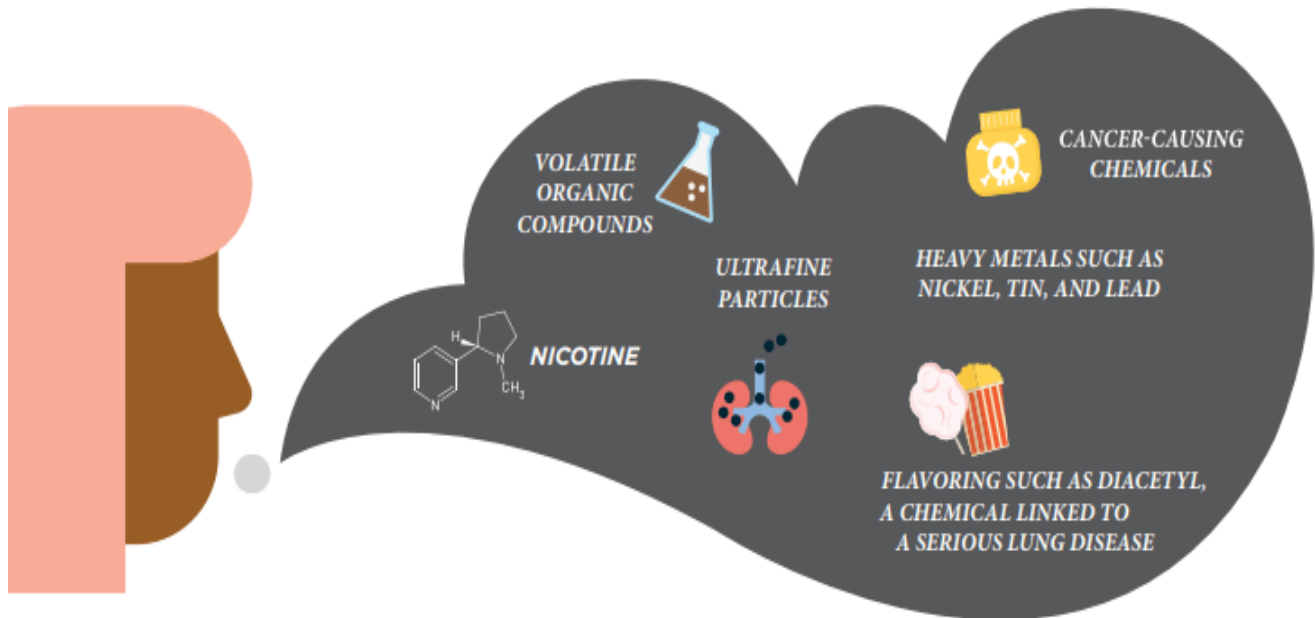 VOLATILE
ORGANIC
COMPOUNDS
CANCER-CAUSING
CHEMICALS
ULTRAFINE
PARTICLES
HEAVY METALS SUCH AS
NICKEL, TIN, AND LEAD
H
N
CH3
N
NICOTINE
FLAVORING SUCH AS DIACETYL,
A CHEMICAL LINKED TO
A SERIOUS LUNG DISEASE